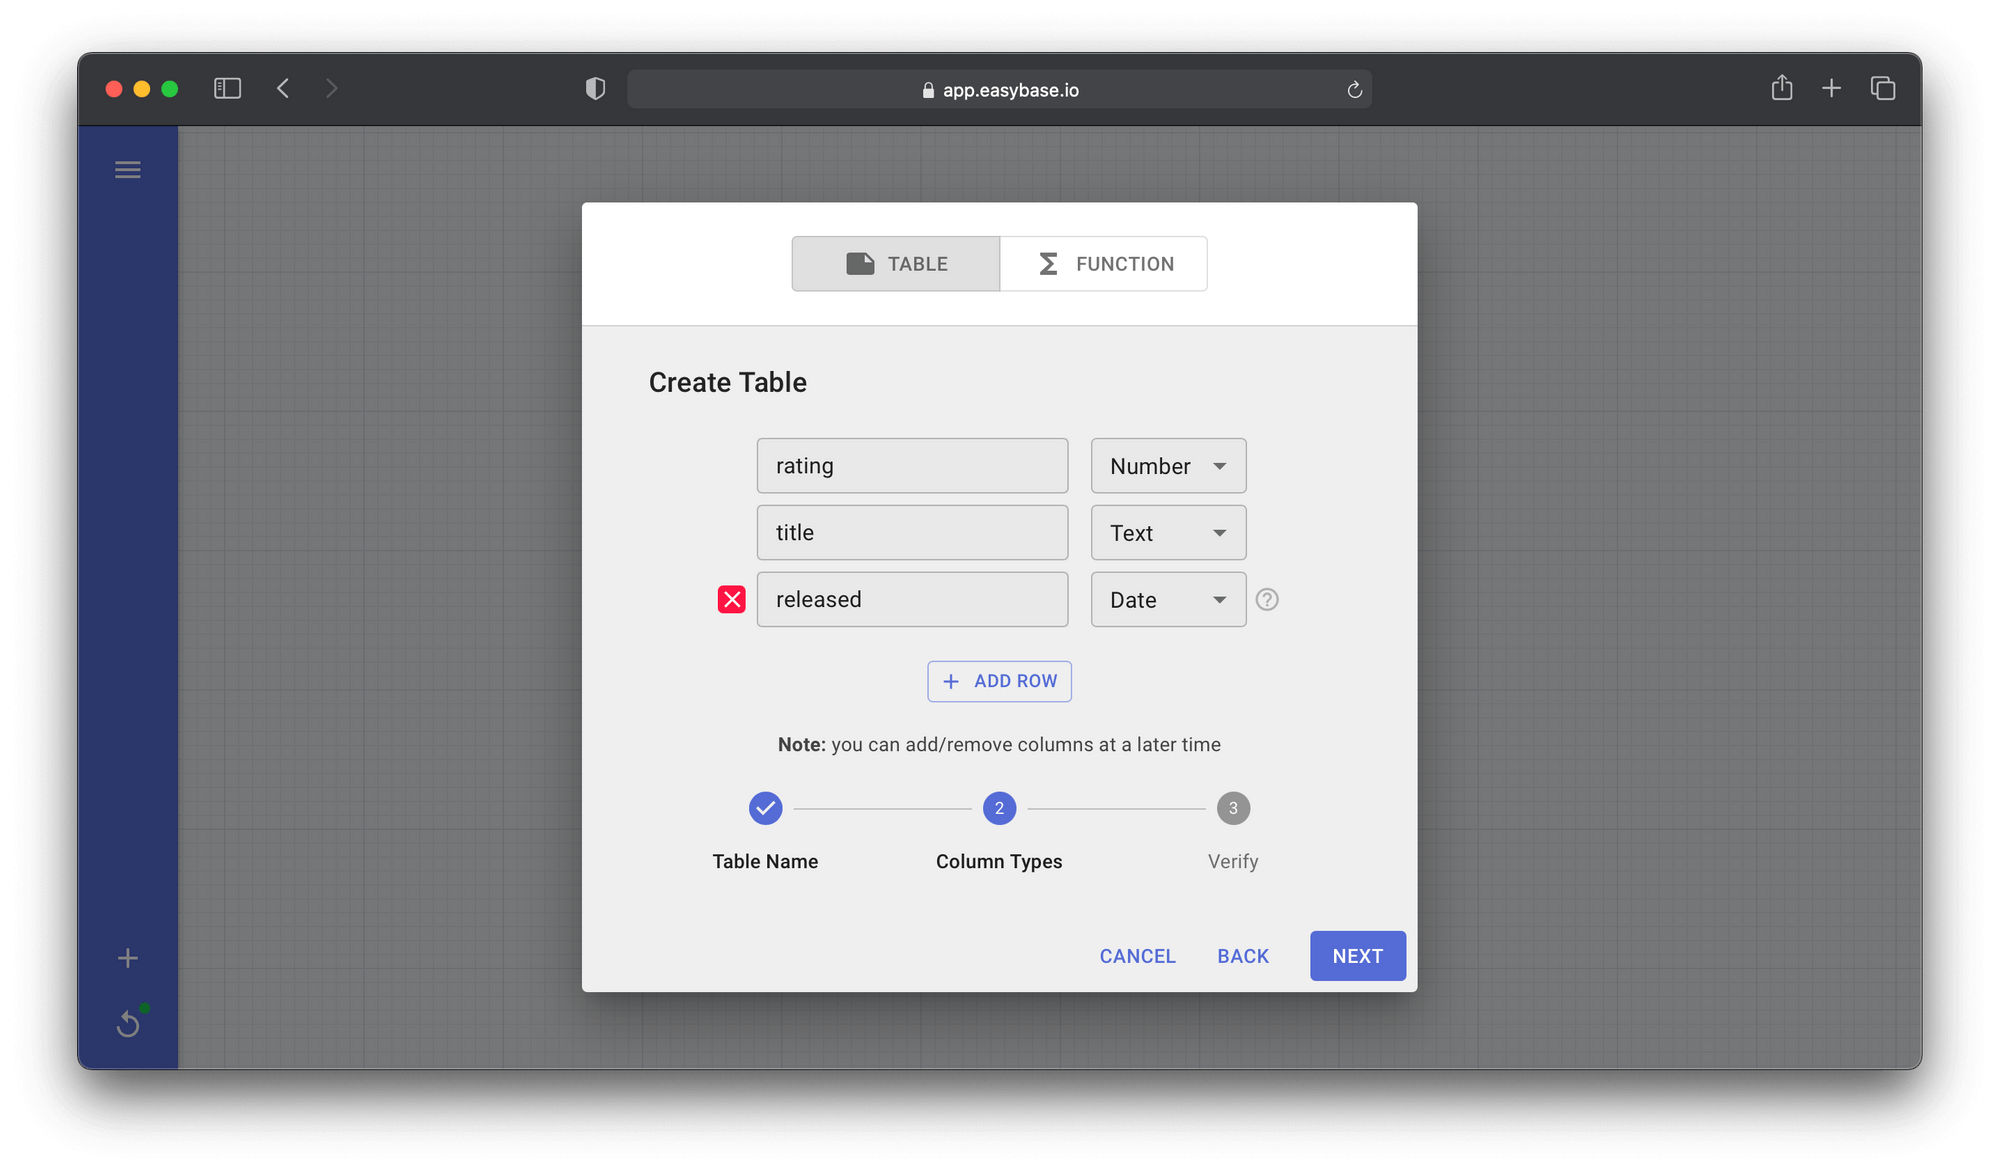 app.easybase.io
TABLE
FUNCTION
Create Table
rating
Number
title
Text
released
Date
?
+ ADD ROW
Note: you can add/remove columns at a later time
2
3
Table Name
Column Types
Verify
CANCEL
BACK
NEXT